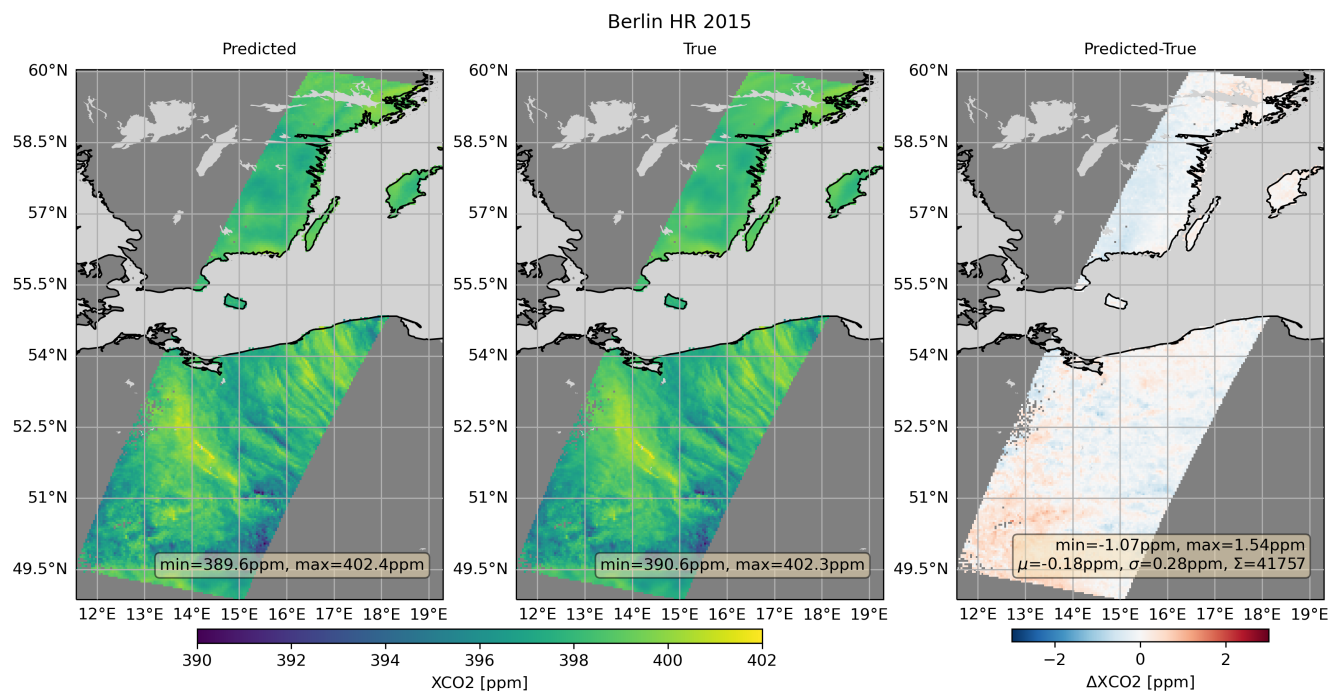 Berlin HR 2015
Predicted
True
Predicted-True
60°N
58.5°N
57°N
55.5°N
54°N
52.5°N
51°N
49.5°N
12°E 13°E 14°E 15°E 16°E 17°E 18°E 19°E
min=389.6ppm, max=402.4ppm
60°N
58.5°N
57°N
55.5°N
54°N
52.5°N
51°N
49.5°N
12°E 13°E 14°E 15°E 16°E 17°E 18°E 19°E
min=390.6ppm, max=402.3ppm
60°N
58.5°N
57°N
55.5°N
54°N
52.5°N
51°N
49.5°N
12°E 13°E 14°E 15°E 16°E 17°E 18°E 19°E
min=-1.07ppm, max=1.54ppm
μ=-0.18ppm, σ=0.28ppm, Σ=41757
390 392 394 396 398 400 402
XCO2 [ppm]
−2 0 2
ΔXCO2 [ppm]